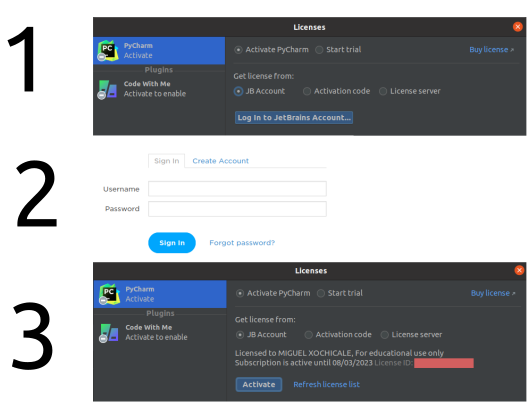 1
Licenses
PyCharm
Activate
Activate PyCharm Start trial Buy license ↗
Plugins
Code With Me
Activate to enable
Get license from:
JB Account Activation code License server
Log In to JetBrains Account...
2
Sign In Create Account
Username
Password
Sign In Forgot password?
3
Licenses
PyCharm
Activate
Activate PyCharm Start trial Buy license ↗
Plugins
Code With Me
Activate to enable
Get license from:
JB Account Activation code License server
Licensed to MIGUEL XOCHICALE, For educational use only
Subscription is active until 08/03/2023 License ID:
Activate Refresh license list